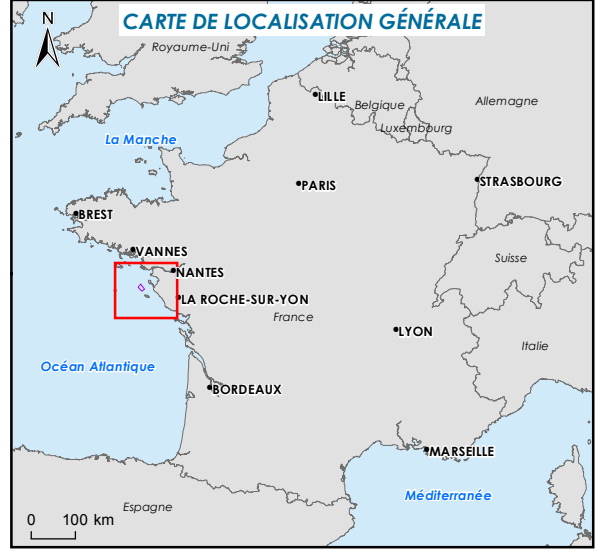 CARTE DE LOCALISATION GÉNÉRALE
N
Royaume-Uni
LILLE
Belgique
Allemagne
Luxembourg
La Manche
PARIS
STRASBOURG
BREST
VANNES
Suisse
NANTES
LA ROCHE-SUR-YON
France
LYON
Italie
Océan Atlantique
BORDEAUX
MARSEILLE
Méditerranée
Espagne
0 100 km